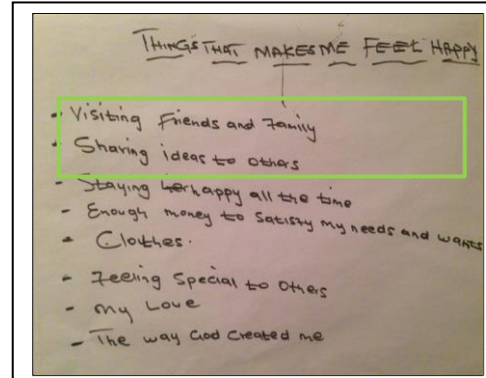 THINGS THAT MAKES ME FEEL HAPPY
- Visiting Friends and Family
- Sharing ideas to others
- Staying happy all the time
- Enough money to Satisfy my needs and wants
- Clothes.
- Feeling Special to Others
- My Love
- The way God Created me